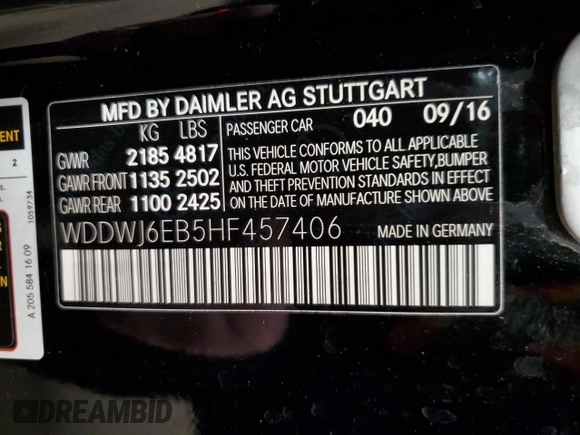 MFD BY DAIMLER AG STUTTGART
KG LBS
GVWR 2185 4817
GAWR FRONT 1135 2502
GAWR REAR 1100 2425
PASSENGER CAR 040 09/16
THIS VEHICLE CONFORMS TO ALL APPLICABLE
U.S. FEDERAL MOTOR VEHICLE SAFETY,BUMPER
AND THEFT PREVENTION STANDARDS IN EFFECT
ON THE DATE OF MANUFACTURE SHOWN ABOVE
WDDWJ6EB5HF457406 MADE IN GERMANY
2
1059734
A 205 584 16 09
DREAMBID